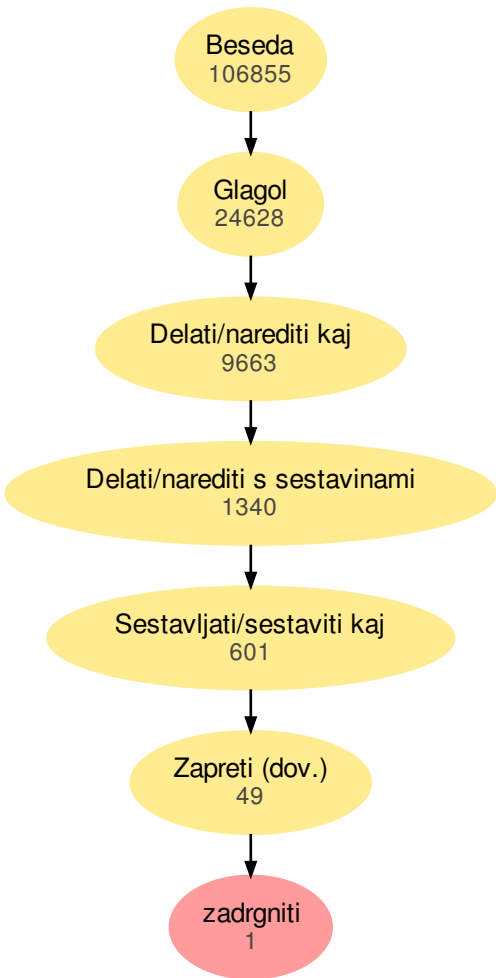 Beseda
106855
Glagol
24628
Delati/narediti kaj
9663
Delati/narediti s sestavinami
1340
Sestavljati/sestaviti kaj
601
Zapreti (dov.)
49
zadrgniti
1